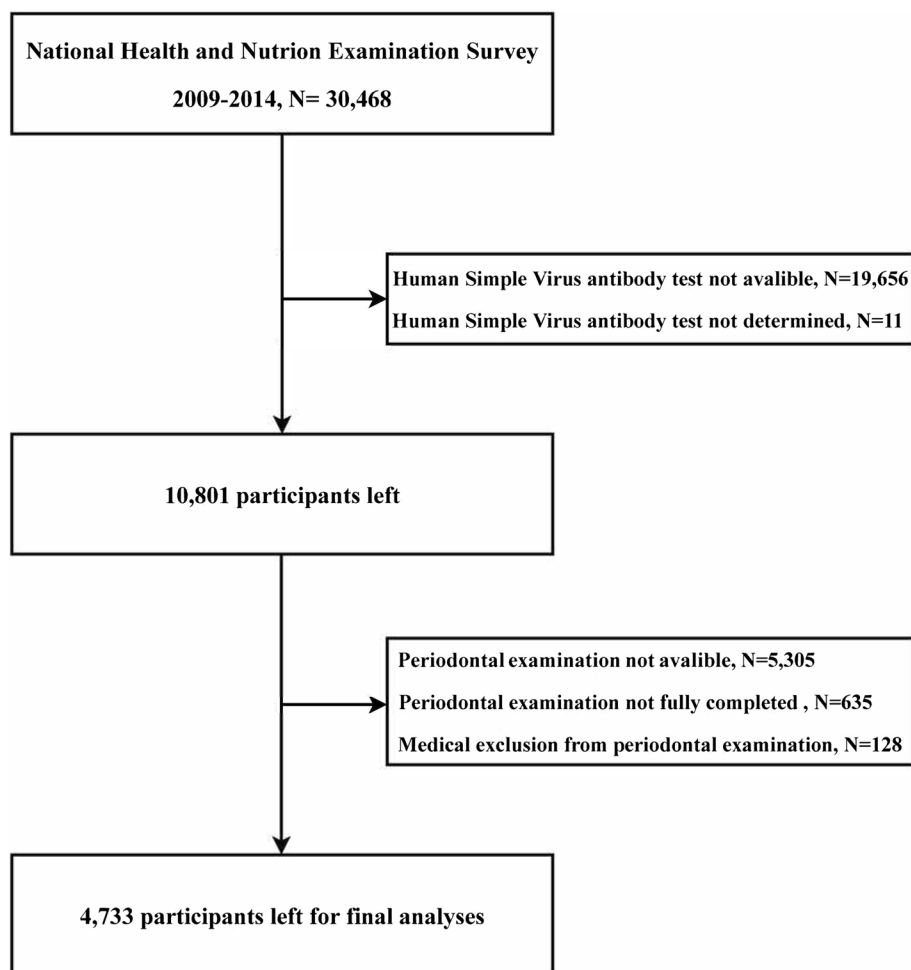 National Health and Nutrion Examination Survey
2009-2014, N= 30,468
Human Simple Virus antibody test not avalible, N=19,656
Human Simple Virus antibody test not determined, N=11
10,801 participants left
Periodontal examination not avalible, N=5,305
Periodontal examination not fully completed , N=635
Medical exclusion from periodontal examination, N=128
4,733 participants left for final analyses